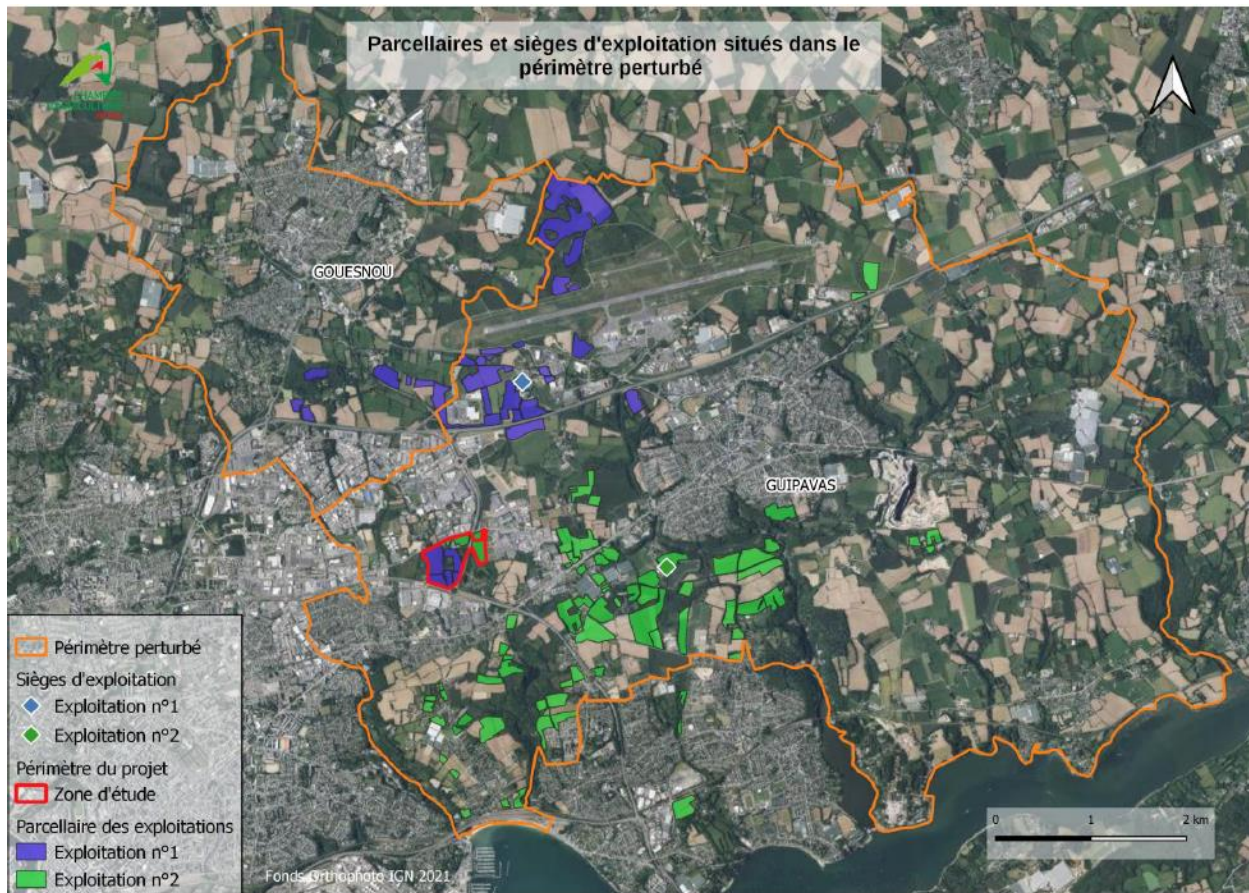 Parcellaires et sièges d'exploitation situés dans le
périmètre perturbé
CHAMBRE
D'AGRICULTURE
GOUESNOU
GUIPAVAS
Périmètre perturbé
Sièges d'exploitation
Exploitation n°1
Exploitation n°2
Périmètre du projet
Zone d'étude
Parcellaire des exploitations
Exploitation n°1
Exploitation n°2
0 1 2 km
Fonds Orthophoto IGN 2021